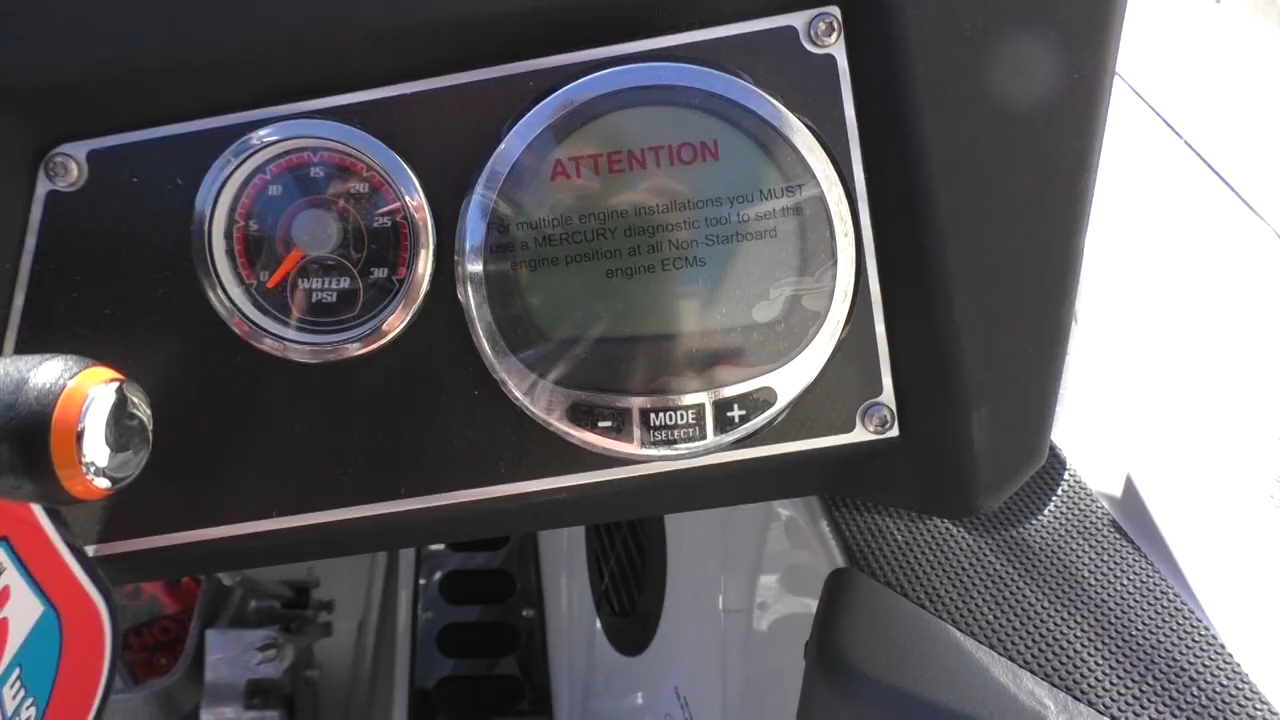 ATTENTION
For multiple engine installations you MUST
use a MERCURY diagnostic tool to set the
engine position at all Non-Starboard
engine ECMs
0
5
10
15
20
25
30
WATER
PSI
-
MODE
[SELECT]
+